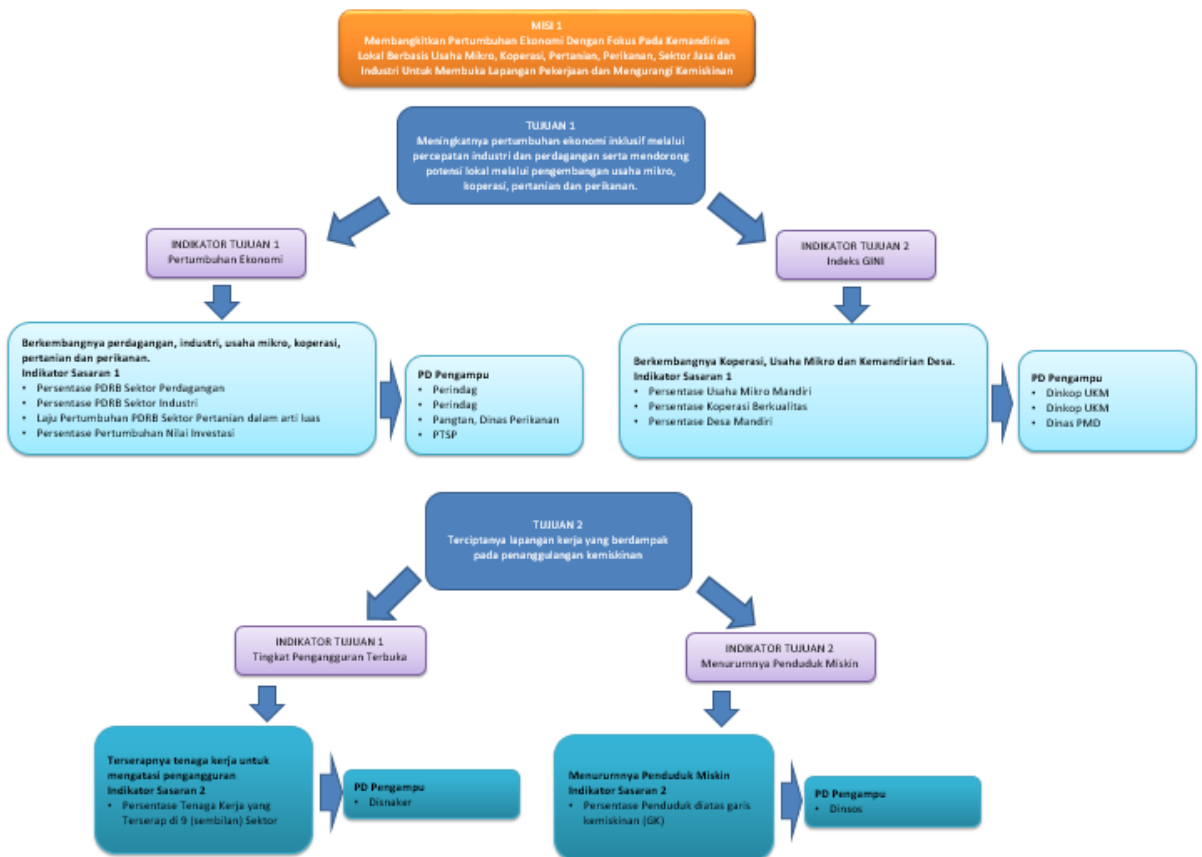 MISI 1
Membangkitkan Pertumbuhan Ekonomi Dengan Fokus Pada Kemandirian
Lokal Berbasis Usaha Mikro, Koperasi, Pertanian, Perikanan, Sektor Jasa dan
Industri Untuk Membuka Lapangan Pekerjaan dan Mengurangi Kemiskinan
TUJUAN 1
Meningkatnya pertumbuhan ekonomi inklusif melalui
percepatan industri dan perdagangan serta mendorong
potensi lokal melalui pengembangan usaha mikro,
koperasi, pertanian dan perikanan.
INDIKATOR TUJUAN 1
Pertumbuhan Ekonomi
INDIKATOR TUJUAN 2
Indeks GINI
Berkembangnya perdagangan, industri, usaha mikro, koperasi,
pertanian dan perikanan.
Indikator Sasaran 1
• Persentase PDRB Sektor Perdagangan
• Persentase PDRB Sektor Industri
• Laju Pertumbuhan PDRB Sektor Pertanian dalam arti luas
• Persentase Pertumbuhan Nilai Investasi
PD Pengampu
• Perindag
• Perindag
• Pangtan, Dinas Perikanan
• PTSP
Berkembangnya Koperasi, Usaha Mikro dan Kemandirian Desa.
Indikator Sasaran 1
• Persentase Usaha Mikro Mandiri
• Persentase Koperasi Berkualitas
• Persentase Desa Mandiri
PD Pengampu
• Dinkop UKM
• Dinkop UKM
• Dinas PMD
TUJUAN 2
Terciptanya lapangan kerja yang berdampak
pada penanggulangan kemiskinan
INDIKATOR TUJUAN 1
Tingkat Pengangguran Terbuka
INDIKATOR TUJUAN 2
Menurumnya Penduduk Miskin
Terserapnya tenaga kerja untuk
mengatasi pengangguran
Indikator Sasaran 2
• Persentase Tenaga Kerja yang
Terserap di 9 (sembilan) Sektor
PD Pengampu
• Disnaker
Menurumnya Penduduk Miskin
Indikator Sasaran 2
• Persentase Penduduk diatas garis
kemiskinan (GK)
PD Pengampu
• Dinsos